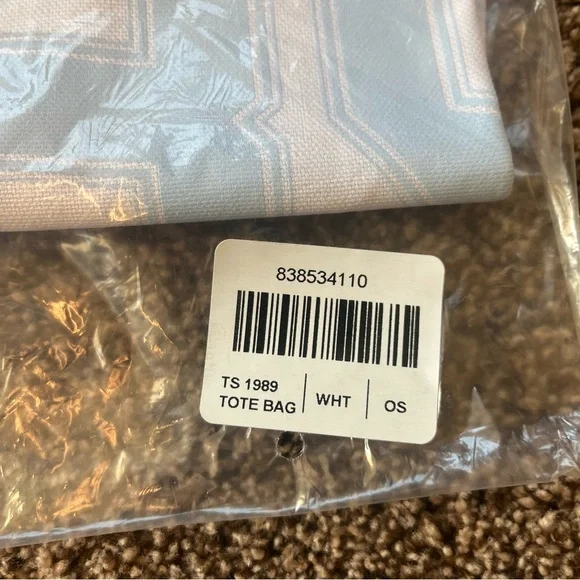 838534110
TS 1989
TOTE BAG
WHT
OS